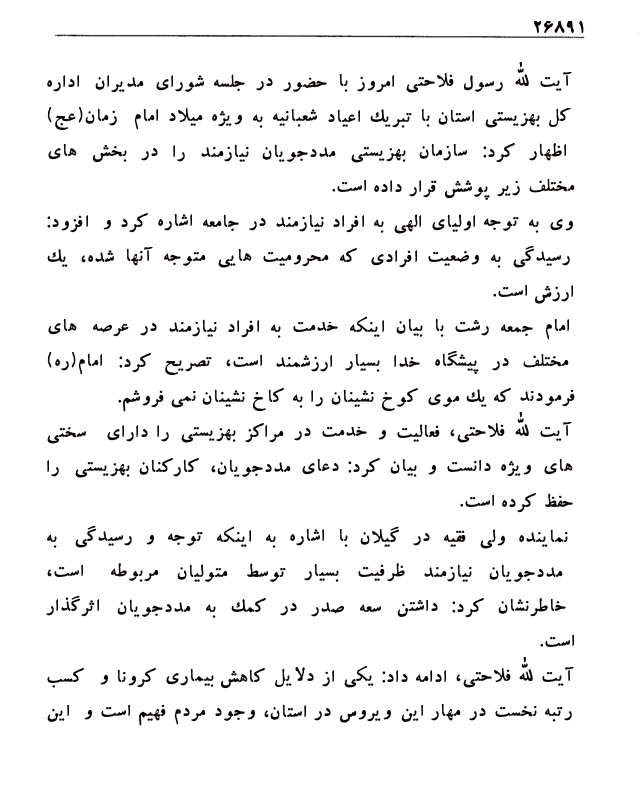 ۲۶۸۹۱
آیت لله رسول فلاحتی امروز با حضور در جلسه شورای مدیران اداره
کل بهزیستی استان با تبریک اعیاد شعبانیه به ویژه میلاد امام زمان(عج)
اظهار کرد: سازمان بهزیستی مددجویان نیازمند را در بخش های
مختلف زیر پوشش قرار داده است.
وی به توجه اولیای الهی به افراد نیازمند در جامعه اشاره کرد و افزود:
رسیدگی به وضعیت افرادی که محرومیت هایی متوجه آنها شده، یک
ارزش است.
امام جمعه رشت با بیان اینکه خدمت به افراد نیازمند در عرصه های
مختلف در پیشگاه خدا بسیار ارزشمند است، تصریح کرد: امام(ره)
فرمودند که یک موی کوخ نشینان را به کاخ نشینان نمی فروشم.
آیت لله فلاحتی، فعالیت و خدمت در مراکز بهزیستی را دارای سختی
های ویژه دانست و بیان کرد: دعای مددجویان، کارکنان بهزیستی را
حفظ کرده است.
نماینده ولی فقیه در گیلان با اشاره به اینکه توجه و رسیدگی به
مددجویان نیازمند ظرفیت بسیار توسط متولیان مربوطه است،
خاطرنشان کرد: داشتن سعه صدر در کمک به مددجویان اثرگذار
است.
آیت لله فلاحتی، ادامه داد: یکی از دلایل کاهش بیماری کرونا و کسب
رتبه نخست در مهار این ویروس در استان، وجود مردم فهیم است و این